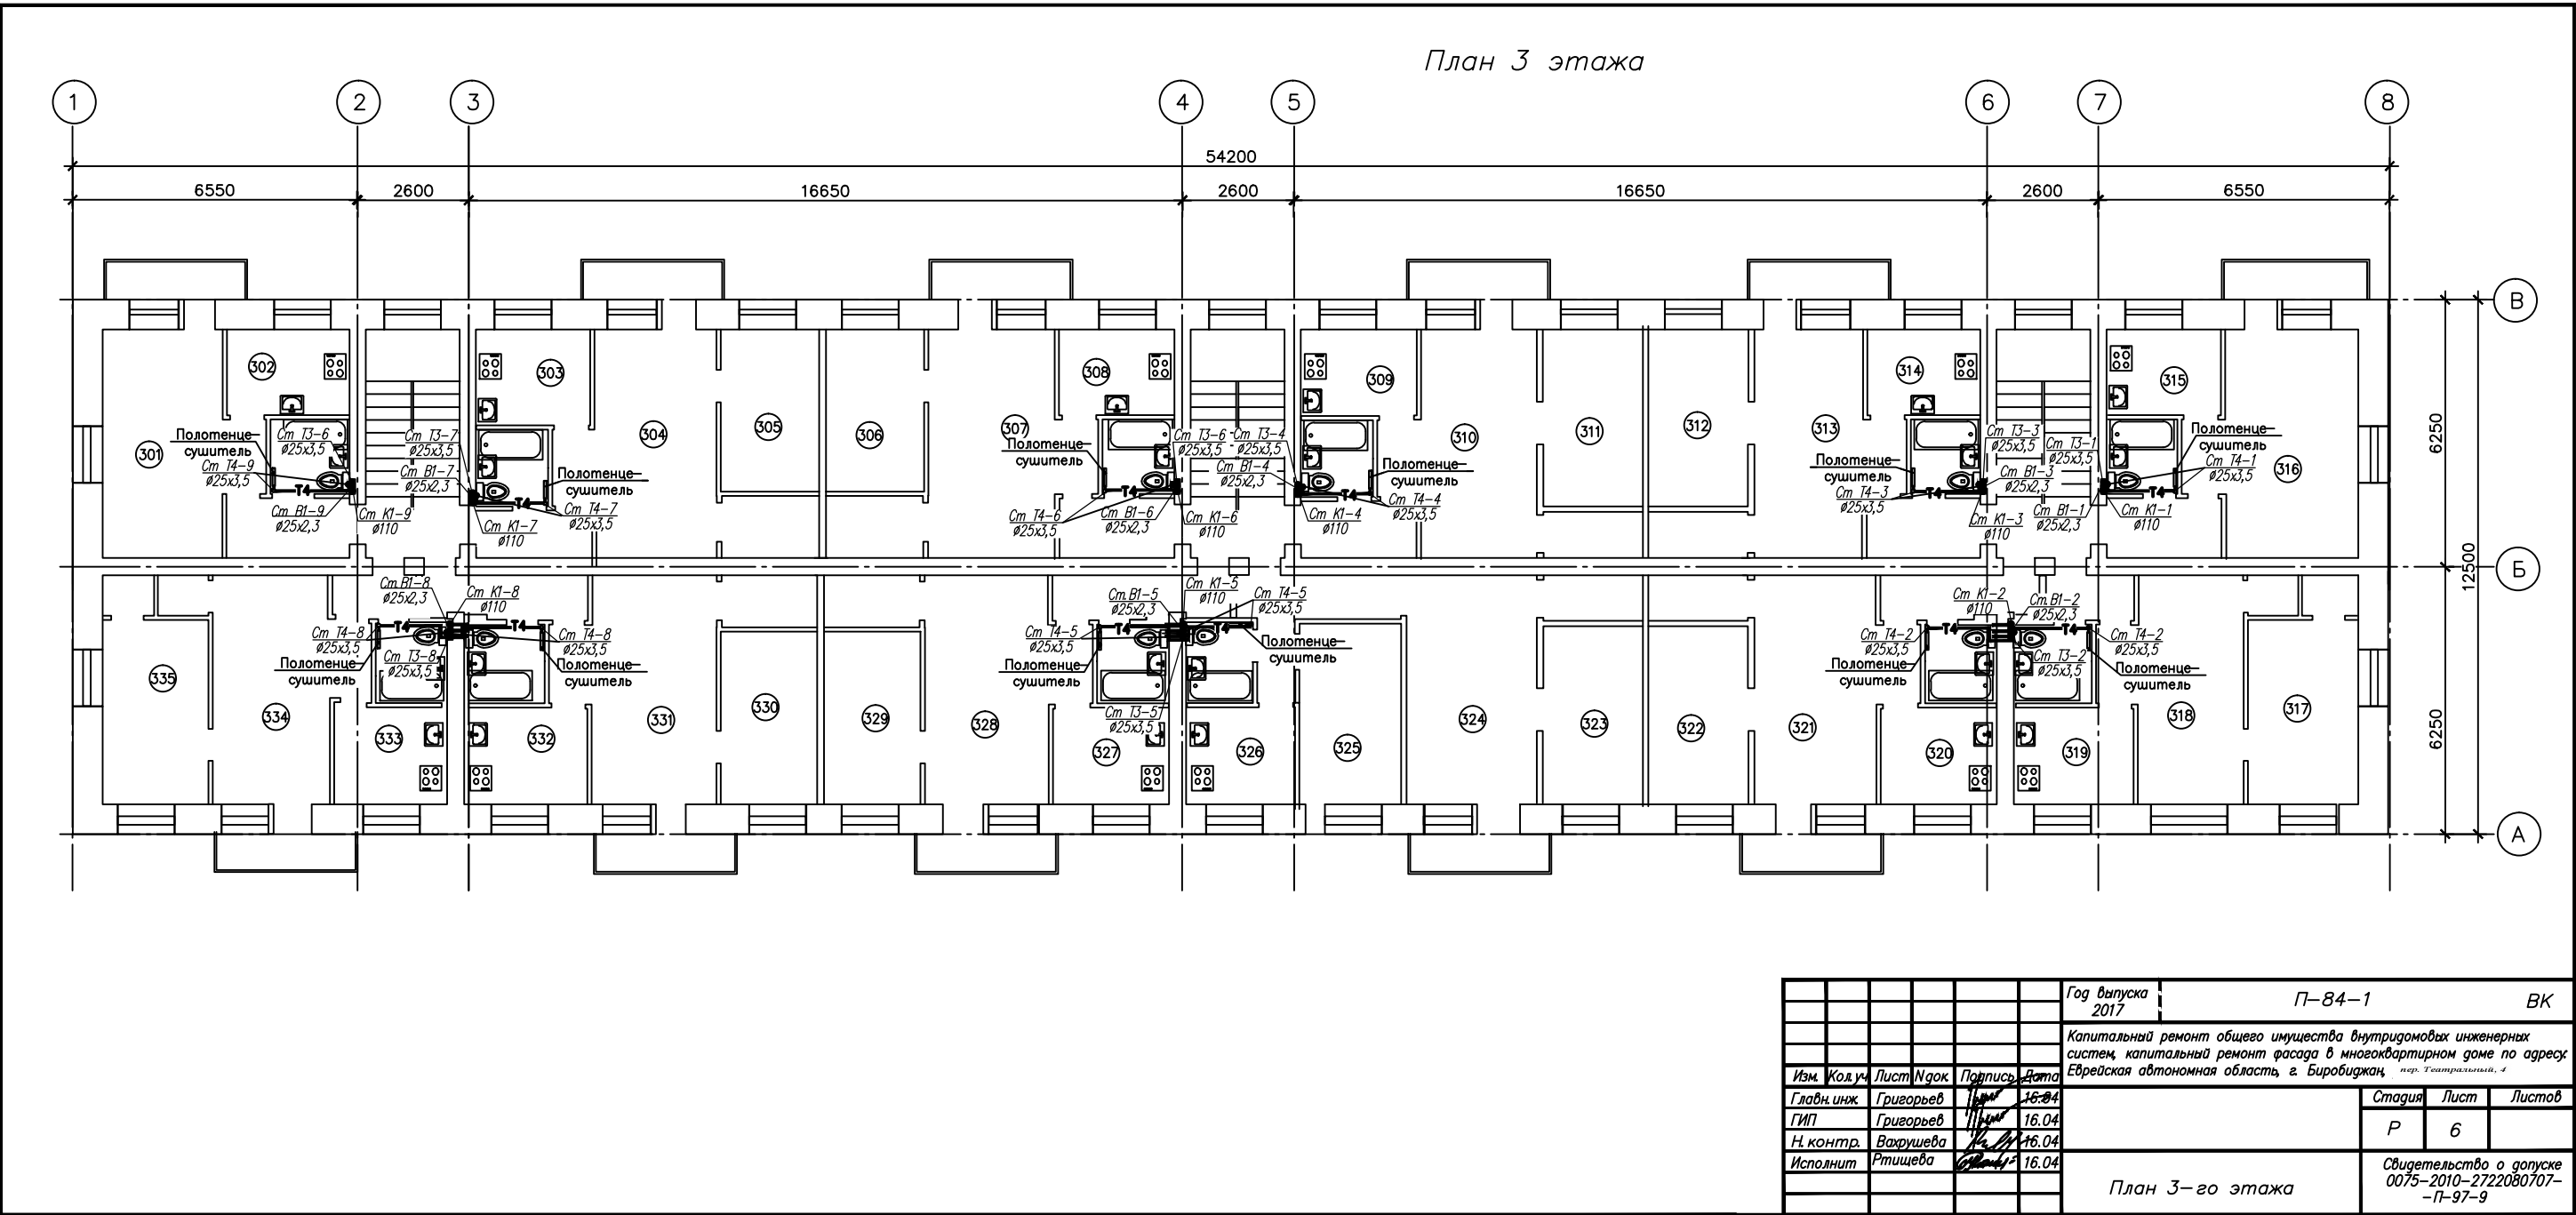 План 3 этажа
1 2 3 4 5 6 7 8
54200
6550 2600 16650 2600 16650 2600 6550
В
Б
А
6250
6250
12500
302 303 308 309 314 315
301 304 305 306 307 310 311 312 313 316
Полотенце-
сушитель
Ст Т3-6
ø25х3,5
Ст Т4-9
ø25х3,5
Т4
Ст В1-9
ø25х2,3
Ст К1-9
ø110
Ст Т3-7
ø25х3,5
Ст В1-7
ø25х2,3
Т4
Ст К1-7
ø110
Полотенце-
сушитель
Ст Т4-7
ø25х3,5
Полотенце-
сушитель
Т4
Ст Т4-6
ø25х3,5
Ст В1-6
ø25х2,3
Ст Т3-6
ø25х3,5
Ст К1-6
ø110
Ст Т3-4
ø25х3,5
Ст В1-4
ø25х2,3
Т4
Ст К1-4
ø110
Полотенце-
сушитель
Ст Т4-4
ø25х3,5
Полотенце-
сушитель
Ст Т4-3
ø25х3,5
Т4
Ст Т3-3
ø25х3,5
Ст В1-3
ø25х2,3
Ст К1-3
ø110
Ст Т3-1
ø25х3,5
Ст В1-1
ø25х2,3
Т4
Ст К1-1
ø110
Полотенце-
сушитель
Ст Т4-1
ø25х3,5
Ст.В1-8
ø25х2,3
Ст К1-8
ø110
Ст Т4-8
ø25х3,5
Т4
Т4
Ст Т4-8
ø25х3,5
Полотенце-
сушитель
Ст Т3-8
ø25х3,5
Полотенце-
сушитель
Ст.В1-5
ø25х2,3
Ст К1-5
ø110
Ст Т4-5
ø25х3,5
Ст Т4-5
ø25х3,5
Т4
Т4
Полотенце-
сушитель
Полотенце-
сушитель
Ст Т3-5
ø25х3,5
Ст К1-2
ø110
Ст.В1-2
ø25х2,3
Ст Т4-2
ø25х3,5
Т4
Т4
Ст Т4-2
ø25х3,5
Полотенце-
сушитель
Ст Т3-2
ø25х3,5
Полотенце-
сушитель
335 334 333 332 331 330 329 328 327 326 325 324 323 322 321 320 319 318 317
Год выпуска
2017
П-84-1 ВК
Капитальный ремонт общего имущества внутридомовых инженерных
систем, капитальный ремонт фасада в многоквартирном доме по адресу:
Еврейская автономная область, г. Биробиджан, пер. Театральный, 4
Изм. Кол.уч Лист Nдок. Подпись Дата
Главн.инж. Григорьев 16.04
ГИП Григорьев 16.04
Н. контр. Вахрушева 16.04
Исполнит Ртищева 16.04
Стадия Лист Листов
Р 6
План 3-го этажа
Свидетельство о допуске
0075-2010-2722080707-
-П-97-9